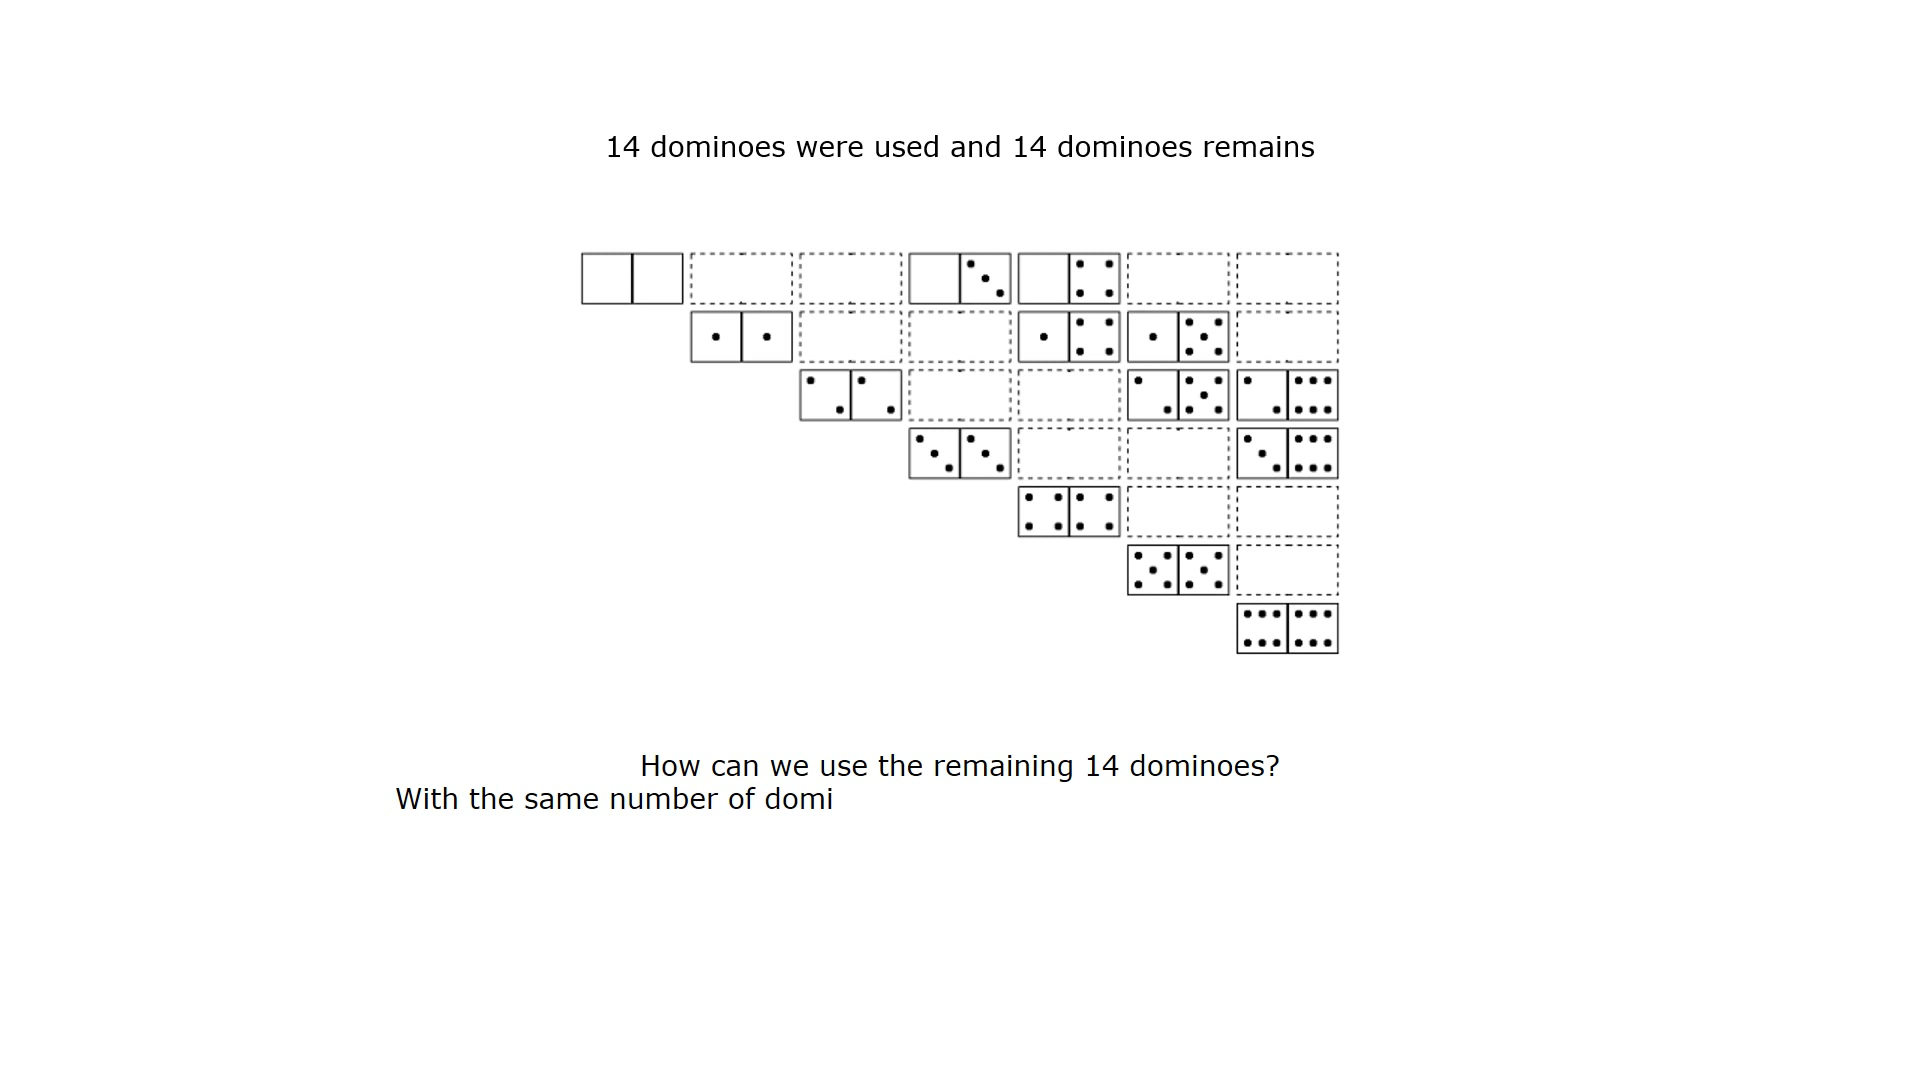 14 dominoes were used and 14 dominoes remains
How can we use the remaining 14 dominoes?
With the same number of domi